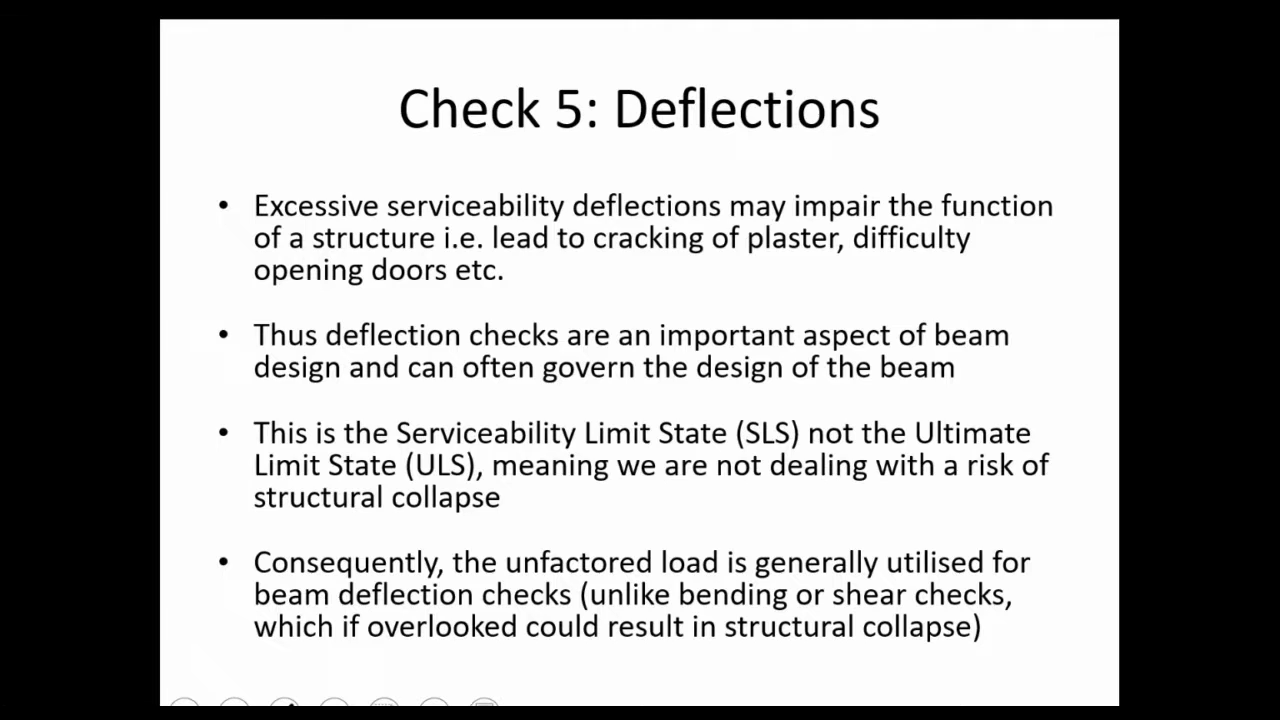 Check 5: Deflections
• Excessive serviceability deflections may impair the function
of a structure i.e. lead to cracking of plaster, difficulty
opening doors etc.
• Thus deflection checks are an important aspect of beam
design and can often govern the design of the beam
• This is the Serviceability Limit State (SLS) not the Ultimate
Limit State (ULS), meaning we are not dealing with a risk of
structural collapse
• Consequently, the unfactored load is generally utilised for
beam deflection checks (unlike bending or shear checks,
which if overlooked could result in structural collapse)